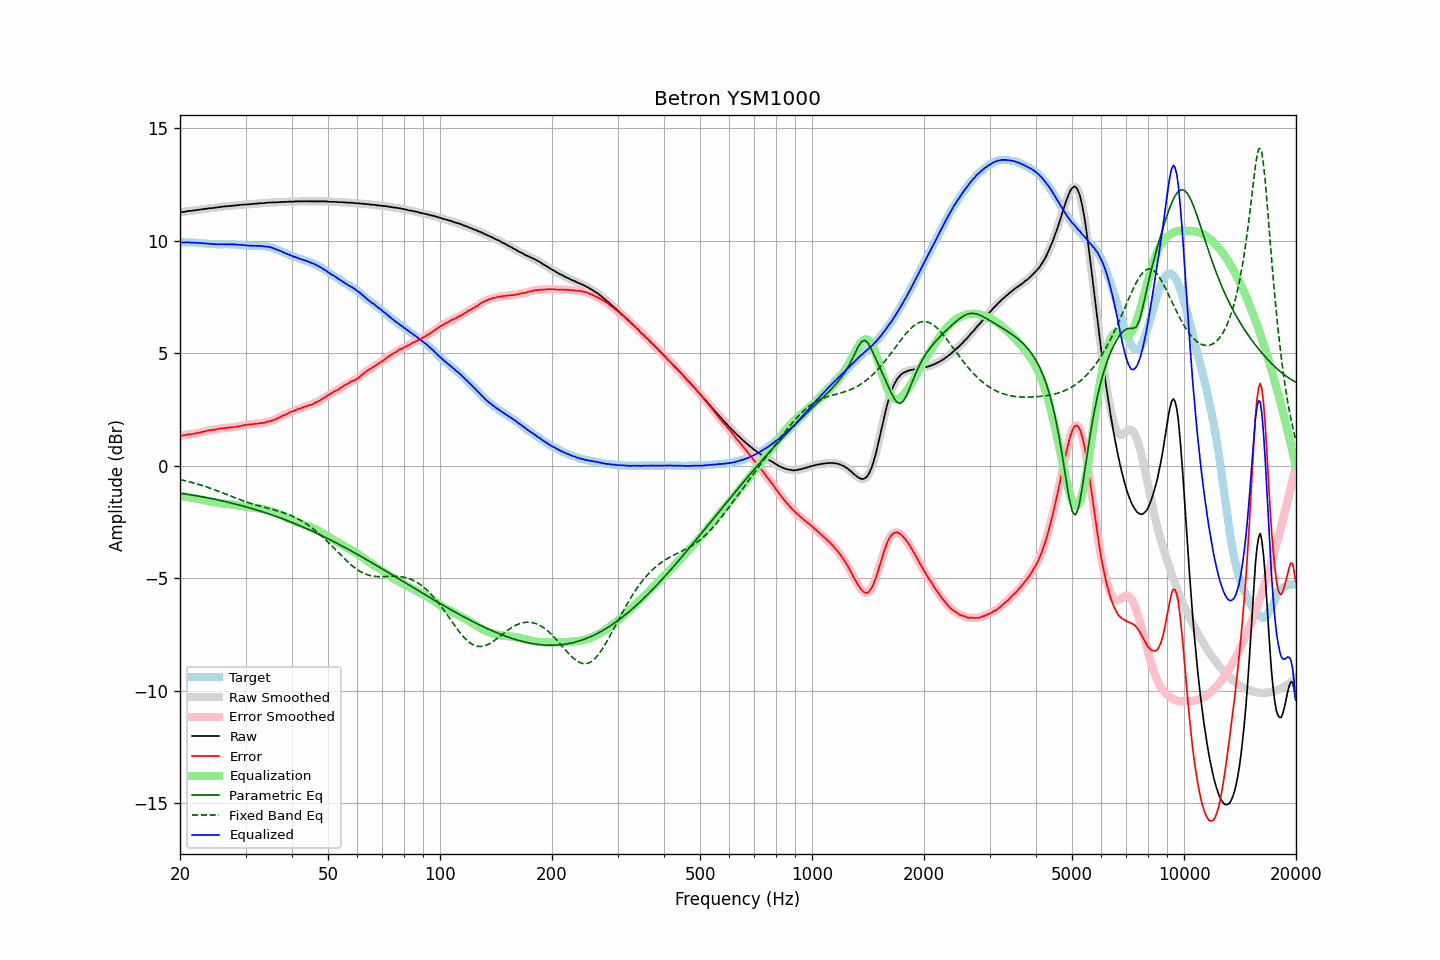 Betron YSM1000
Amplitude (dBr)
15
10
5
0
−5
−10
−15
Target
Raw Smoothed
Error Smoothed
Raw
Error
Equalization
Parametric Eq
Fixed Band Eq
Equalized
20 50 100 200 500 1000 2000 5000 10000 20000
Frequency (Hz)